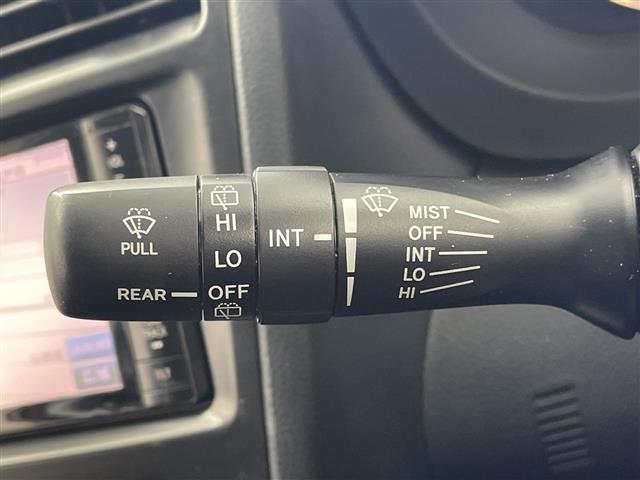 PULL
REAR
HI
LO
OFF
INT
MIST
OFF
INT
LO
HI